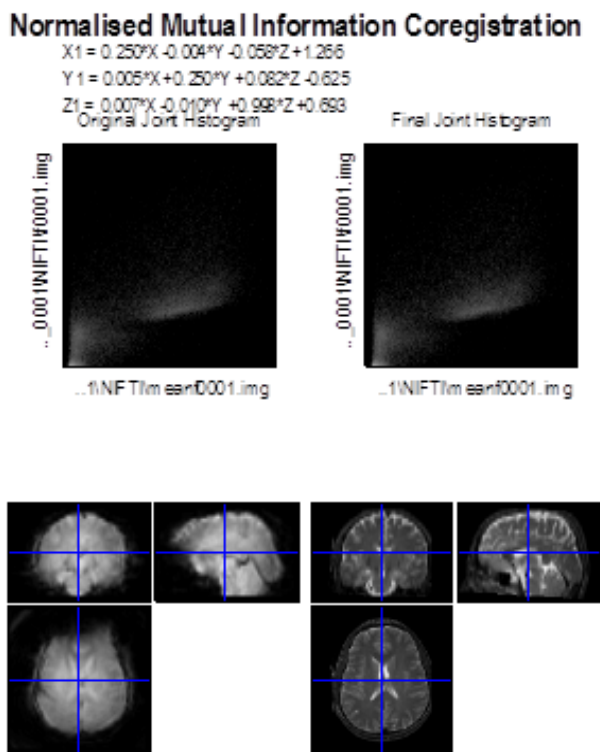 Normalised Mutual Information Coregistration
X1 = 0.250*X -0.004*Y -0.058*Z +1.266
Y1 = 0.005*X +0.250*Y +0.082*Z -0.625
Z1 = 0.007*X -0.010*Y +0.998*Z +0.693
Original Joint Histogram
Final Joint Histogram
..\_0001\NIFTI\f0001.img
..\_0001\NIFTI\f0001.img
..1\NIFTI\meanf0001.img
..1\NIFTI\meanf0001.img